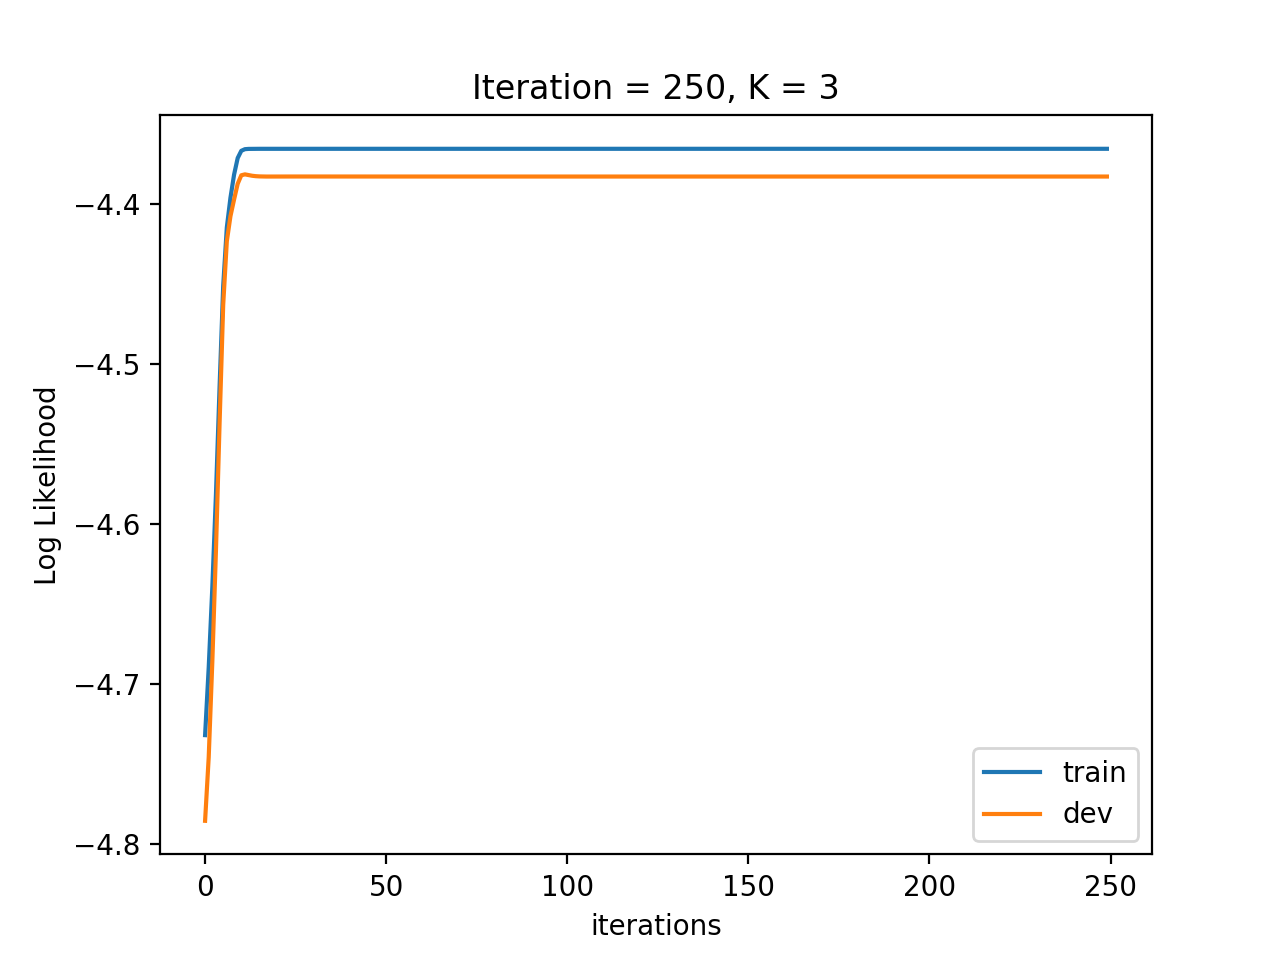 Iteration = 250, K = 3
Log Likelihood
−4.4
−4.5
−4.6
−4.7
−4.8
0 50 100 150 200 250
iterations
train
dev